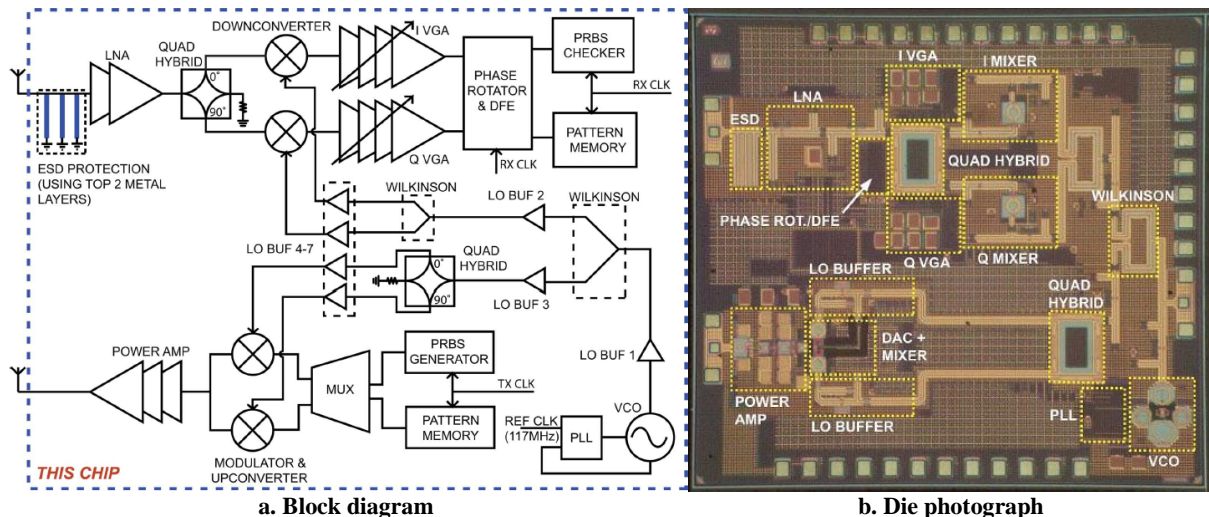 DOWNCONVERTER
I VGA
LNA
QUAD
HYBRID
0°
90°
PHASE
ROTATOR
& DFE
PRBS
CHECKER
RX CLK
PATTERN
MEMORY
Q VGA
RX CLK
ESD PROTECTION
(USING TOP 2 METAL
LAYERS)
WILKINSON
LO BUF 2
WILKINSON
LO BUF 4-7
QUAD
HYBRID
0°
90°
LO BUF 3
LO BUF 1
POWER AMP
MUX
PRBS
GENERATOR
TX CLK
PATTERN
MEMORY
VCO
REF CLK
(117MHz)
PLL
MODULATOR &
UPCONVERTER
THIS CHIP
a. Block diagram
I VGA
I MIXER
LNA
ESD
QUAD HYBRID
WILKINSON
PHASE ROT./DFE
Q VGA
Q MIXER
LO BUFFER
QUAD
HYBRID
DAC +
MIXER
POWER
AMP
LO BUFFER
PLL
VCO
b. Die photograph